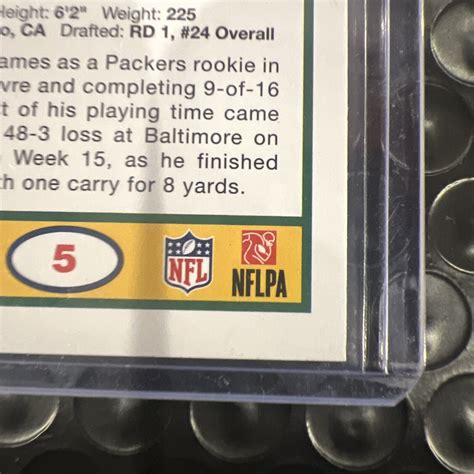 Height: 6'2" Weight: 225
o, CA Drafted: RD 1, #24 Overall
ames as a Packers rookie in
vre and completing 9-of-16
t of his playing time came
48-3 loss at Baltimore on
Week 15, as he finished
th one carry for 8 yards.
5 NFL NFLPA